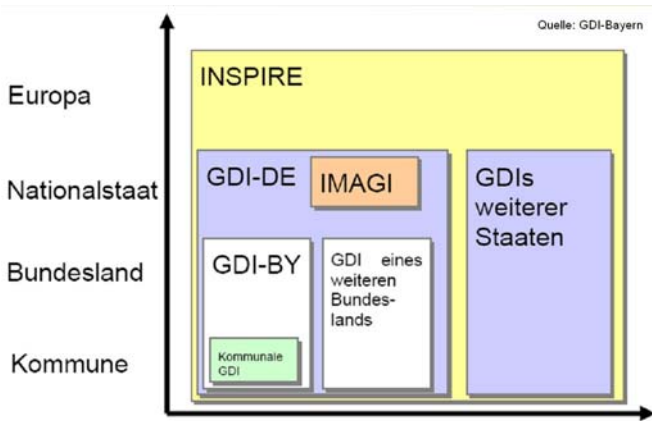 Quelle: GDI-Bayern
Europa
INSPIRE
Nationalstaat
GDI-DE
IMAGI
GDIs
weiterer
Staaten
Bundesland
GDI-BY
GDI eines
weiteren
Bundes-
lands
Kommune
Kommunale
GDI